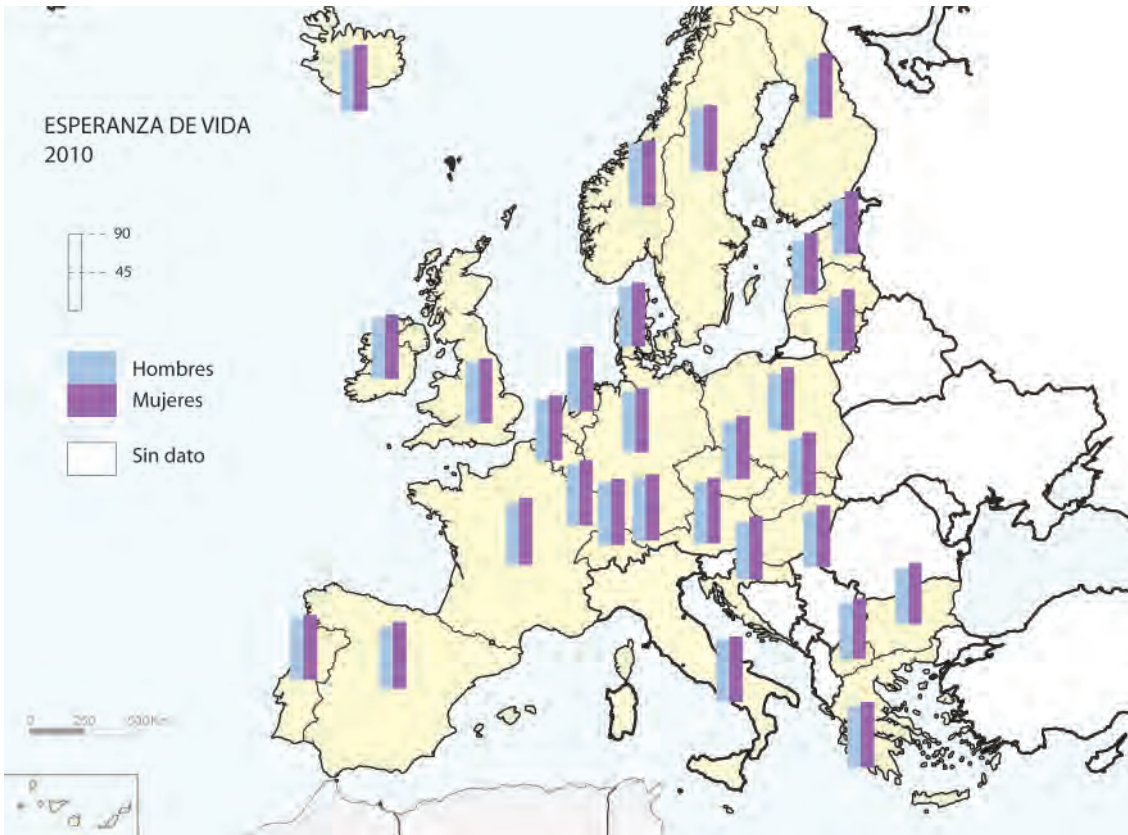 ESPERANZA DE VIDA
2010
90
45
Hombres
Mujeres
Sin dato
0 250 500 Km